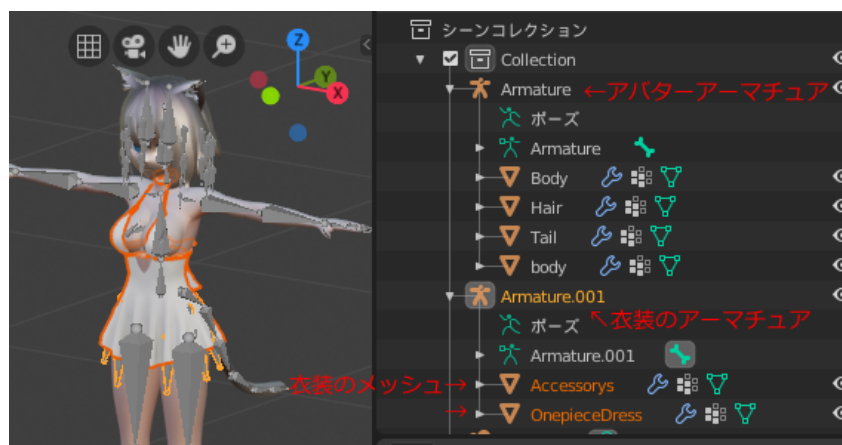 シーンコレクション
Collection
Armature ←アバターアーマチュア
ポーズ
Armature
Body
Hair
Tail
body
Armature.001
ポーズ ↖衣装のアーマチュア
Armature.001
衣装のメッシュ→ Accessorys
→ OnepieceDress
Z
Y
X